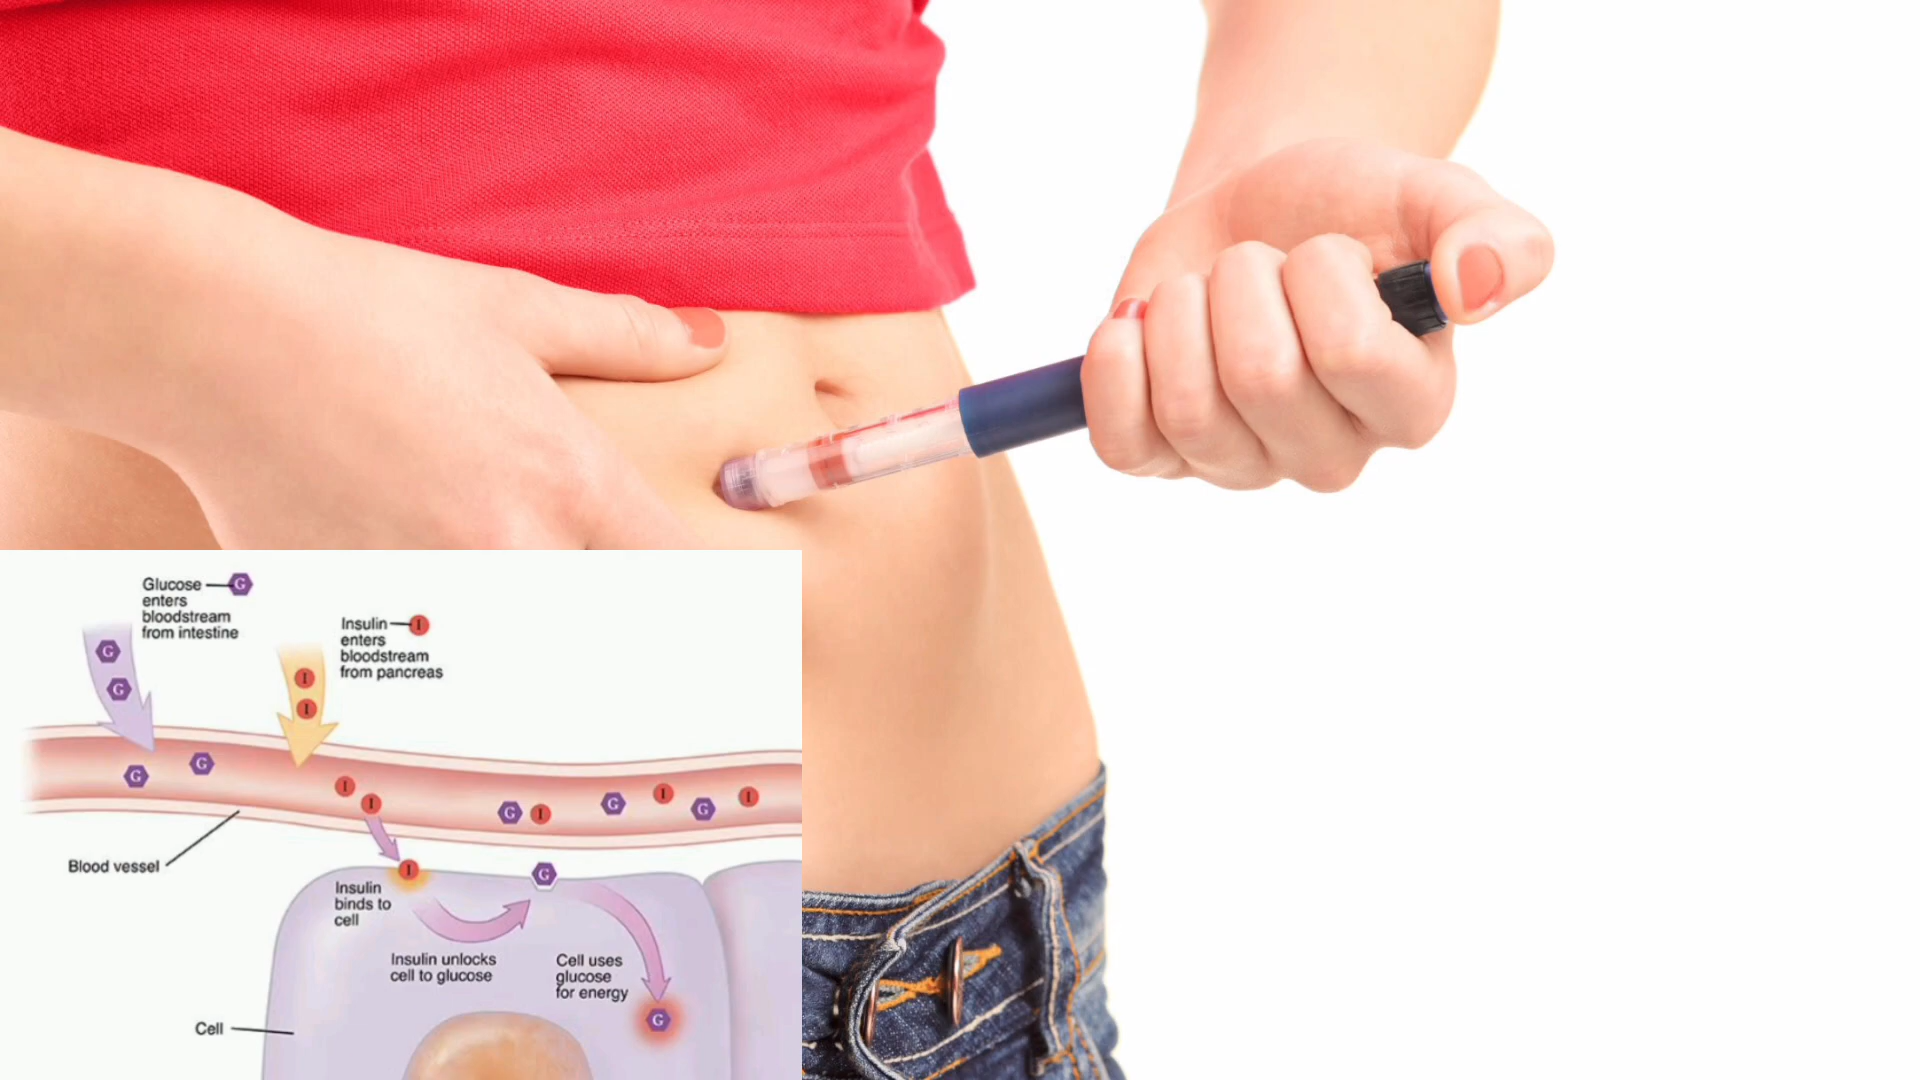 Glucose G
enters
bloodstream
from intestine
Insulin I
enters
bloodstream
from pancreas
G
I
G
I
G
G
I
I
G
I
G
I
G
I
Blood vessel
I
G
Insulin
binds to
cell
Insulin unlocks
cell to glucose
Cell uses
glucose
for energy
G
Cell